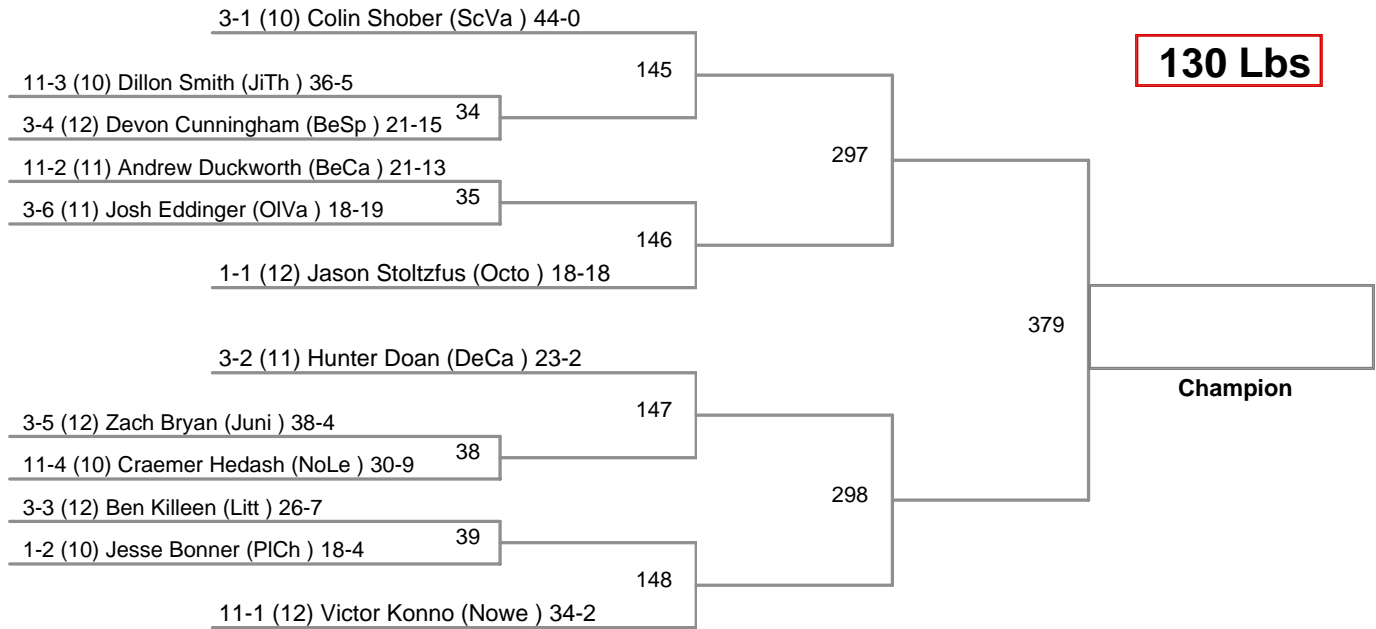 3-1 (10) Colin Shober (ScVa ) 44-0
130 Lbs
145
11-3 (10) Dillon Smith (JiTh ) 36-5
34
3-4 (12) Devon Cunningham (BeSp ) 21-15
297
11-2 (11) Andrew Duckworth (BeCa ) 21-13
35
3-6 (11) Josh Eddinger (OlVa ) 18-19
146
1-1 (12) Jason Stoltzfus (Octo ) 18-18
379
3-2 (11) Hunter Doan (DeCa ) 23-2
Champion
147
3-5 (12) Zach Bryan (Juni ) 38-4
38
11-4 (10) Craemer Hedash (NoLe ) 30-9
298
3-3 (12) Ben Killeen (Litt ) 26-7
39
1-2 (10) Jesse Bonner (PlCh ) 18-4
148
11-1 (12) Victor Konno (Nowe ) 34-2